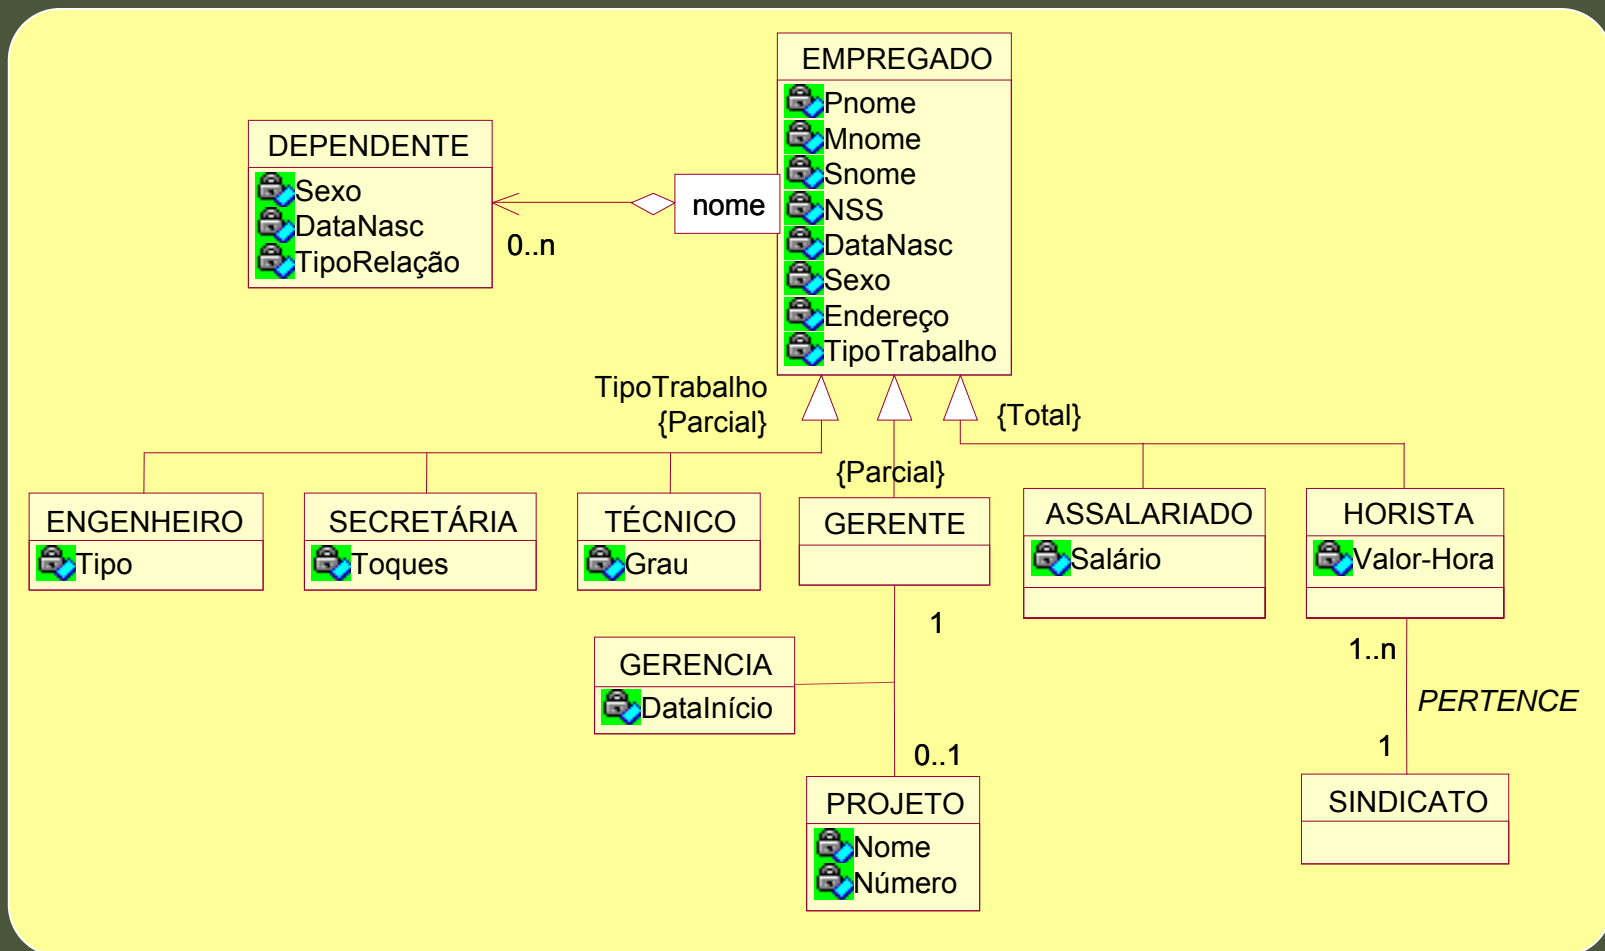 EMPREGADO
Pnome
Mnome
Snome
NSS
DataNasc
Sexo
Endereço
TipoTrabalho
DEPENDENTE
Sexo
DataNasc
TipoRelação
0..n
nome
TipoTrabalho
{Parcial}
{Parcial}
{Total}
ENGENHEIRO
Tipo
SECRETÁRIA
Toques
TÉCNICO
Grau
GERENTE
ASSALARIADO
Salário
HORISTA
Valor-Hora
1
GERENCIA
DataInício
0..1
PROJETO
Nome
Número
1..n
PERTENCE
1
SINDICATO